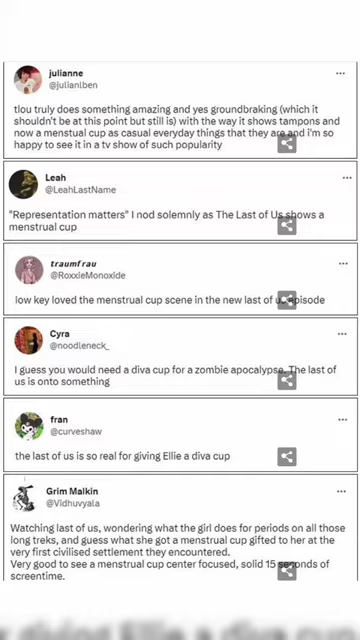 julianne
@julianlben
tlou truly does something amazing and yes groundbraking (which it
shouldn't be at this point but still is) with the way it shows tampons and
now a menstrual cup as casual everyday things that they are and i'm so
happy to see it in a tv show of such popularity
Leah
@LeahLastName
"Representation matters" I nod solemnly as The Last of Us shows a
menstrual cup
traumfrau
@RoxxieMonoxide
low key loved the menstrual cup scene in the new last of us episode
Cyra
@noodleneck_
I guess you would need a diva cup for a zombie apocalypse. The last of
us is onto something
fran
@curveshaw
the last of us is so real for giving Ellie a diva cup
Grim Malkin
@Vidhuvyala
Watching last of us, wondering what the girl does for periods on all those
long treks, and guess what she got a menstrual cup gifted to her at the
very first civilised settlement they encountered.
Very good to see a menstrual cup center focused, solid 15 seconds of
screentime.
giving Ellie a diva cup